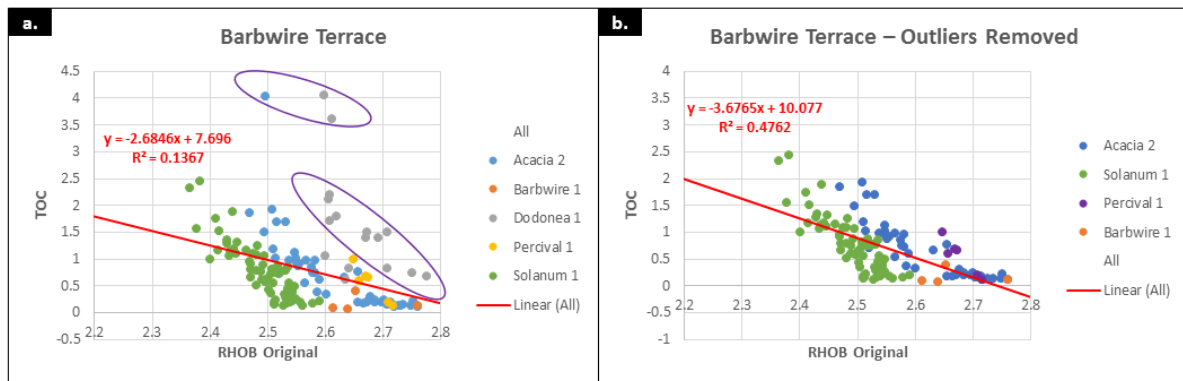 a.
Barbwire Terrace
4.5
4
3.5
3
2.5
2
1.5
1
0.5
0
-0.5
TOC
2.2 2.3 2.4 2.5 2.6 2.7 2.8
RHOB Original
y = -2.6846x + 7.696
R² = 0.1367
All
Acacia 2
Barbwire 1
Dodonea 1
Percival 1
Solanum 1
Linear (All)
b.
Barbwire Terrace – Outliers Removed
4
3.5
3
2.5
2
1.5
1
0.5
0
-0.5
-1
TOC
2.2 2.3 2.4 2.5 2.6 2.7 2.8
RHOB Original
y = -3.6765x + 10.077
R² = 0.4762
Acacia 2
Solanum 1
Percival 1
Barbwire 1
All
Linear (All)